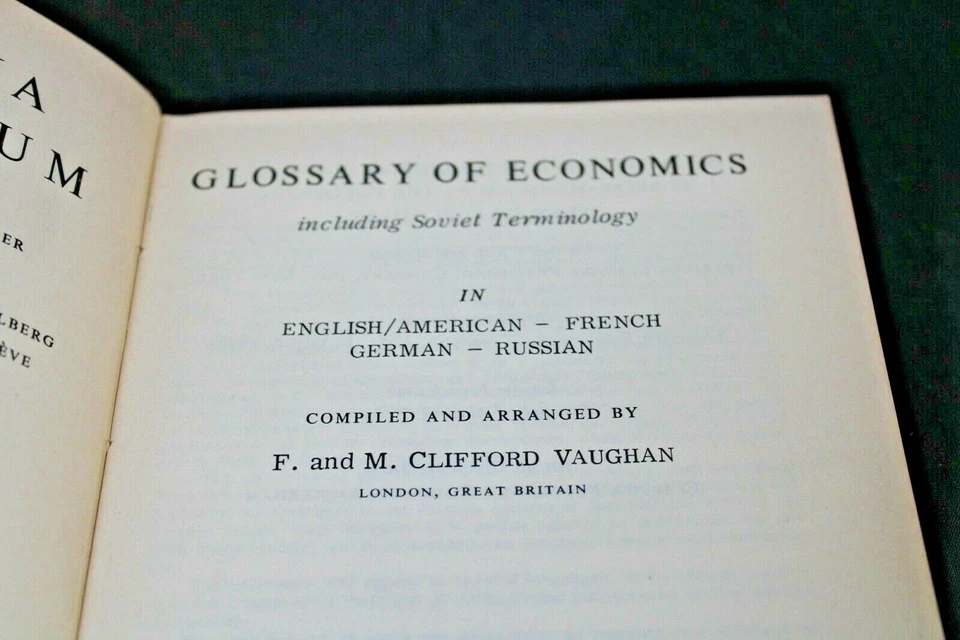 A
UM
ER
LBERG
ÈVE
GLOSSARY OF ECONOMICS
including Soviet Terminology
IN
ENGLISH/AMERICAN – FRENCH
GERMAN – RUSSIAN
COMPILED AND ARRANGED BY
F. and M. CLIFFORD VAUGHAN
LONDON, GREAT BRITAIN